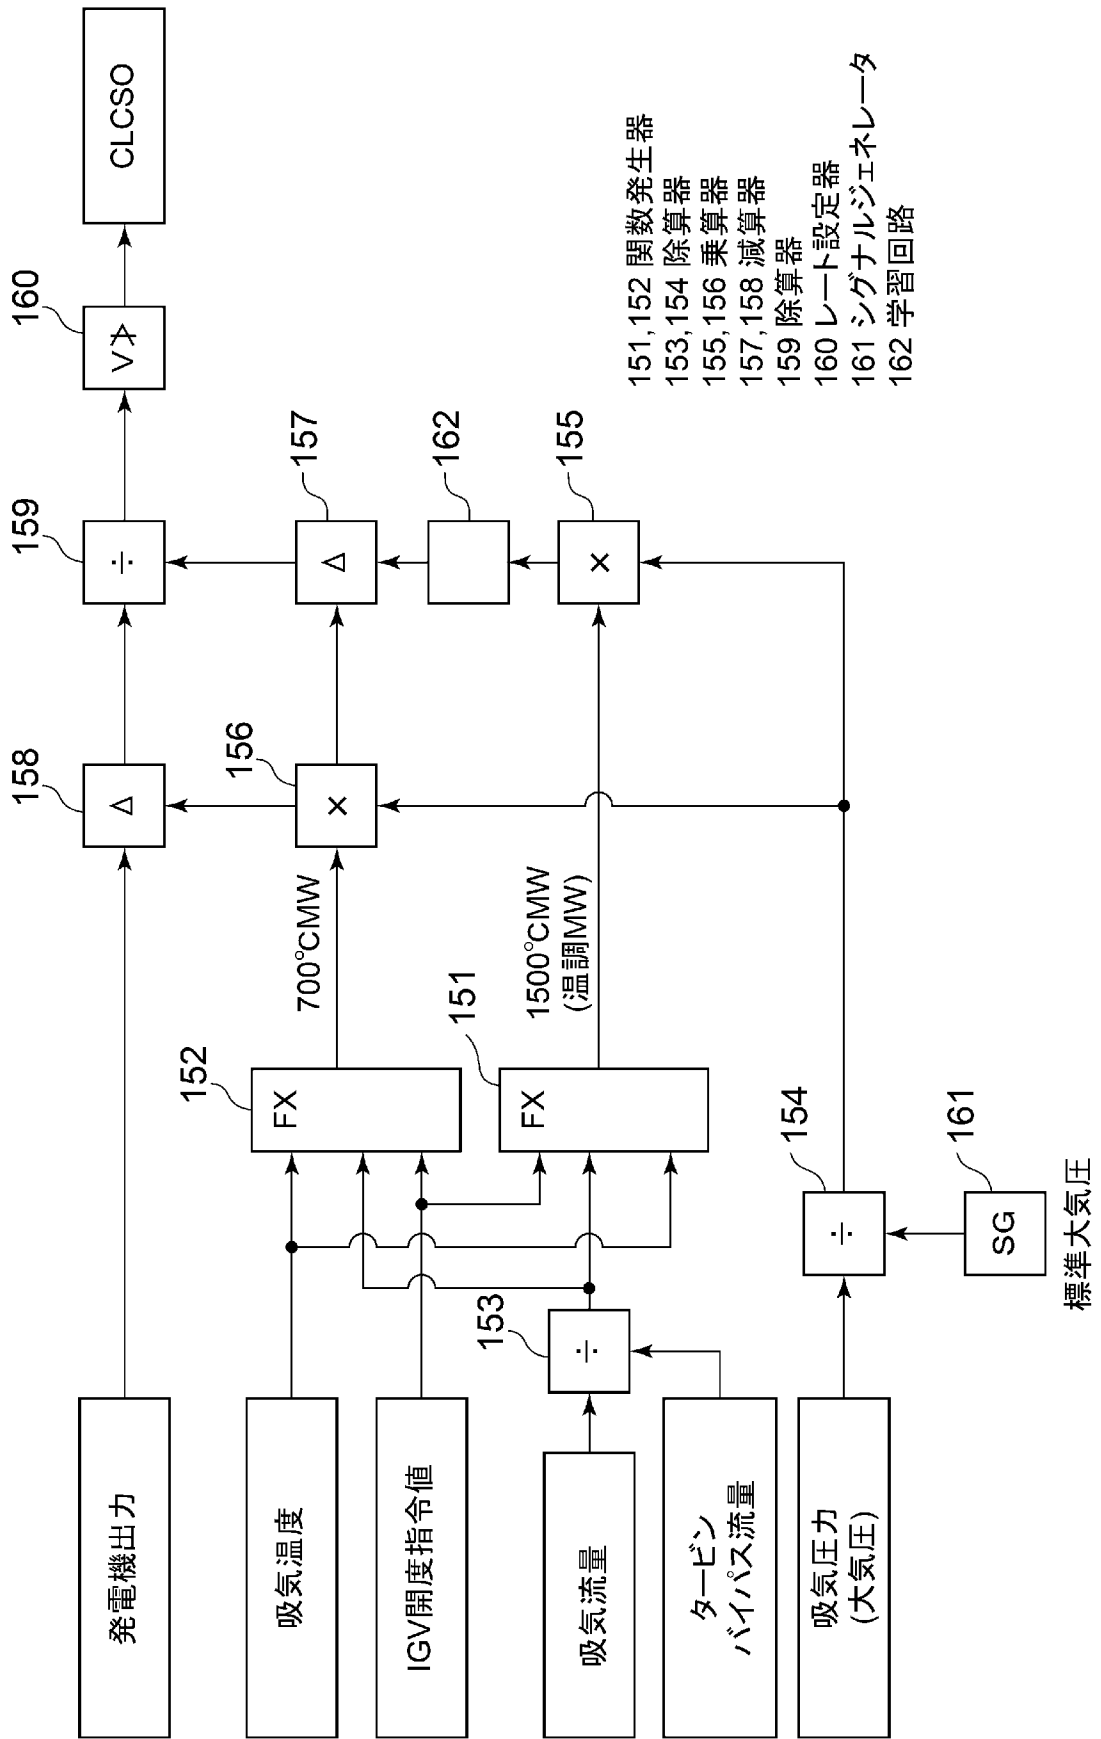 発電機出力
158
Δ
159
÷
160
V≯
CLCSO
吸気温度
152
FX
700℃MW
156
×
157
Δ
IGV開度指令値
162
吸気流量
153
÷
151
FX
1500℃MW
(温調MW)
155
×
タービン
バイパス流量
吸気圧力
(大気圧)
154
÷
161
SG
標準大気圧
151,152 関数発生器
153,154 除算器
155,156 乗算器
157,158 減算器
159 除算器
160 レート設定器
161 シグナルジェネレータ
162 学習回路